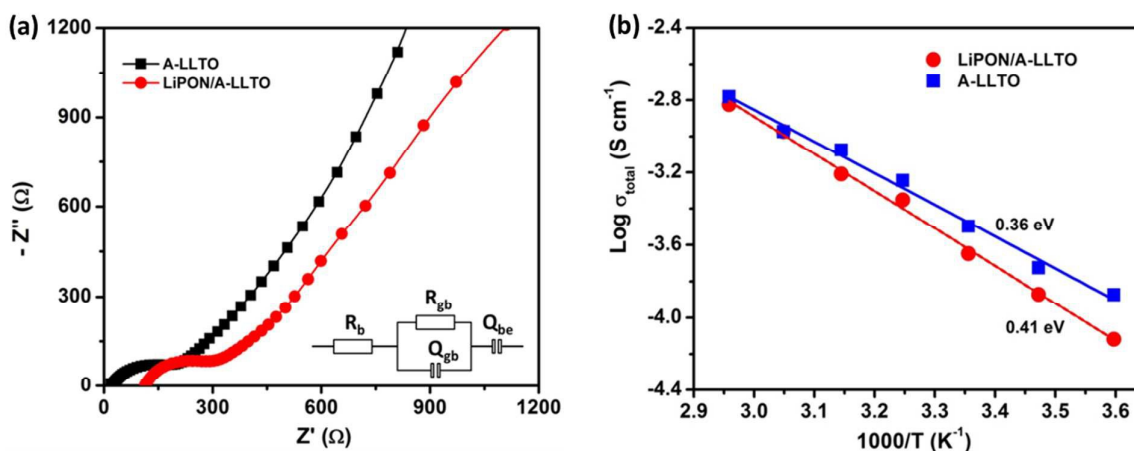 (a)
1200
900
600
300
0
- Z'' (Ω)
A-LLTO
LiPON/A-LLTO
R_b
R_gb
Q_gb
Q_be
0 300 600 900 1200
Z' (Ω)
(b)
-2.4
-2.8
-3.2
-3.6
-4.0
-4.4
Log σ_total (S cm⁻¹)
LiPON/A-LLTO
A-LLTO
0.36 eV
0.41 eV
2.9 3.0 3.1 3.2 3.3 3.4 3.5 3.6
1000/T (K⁻¹)